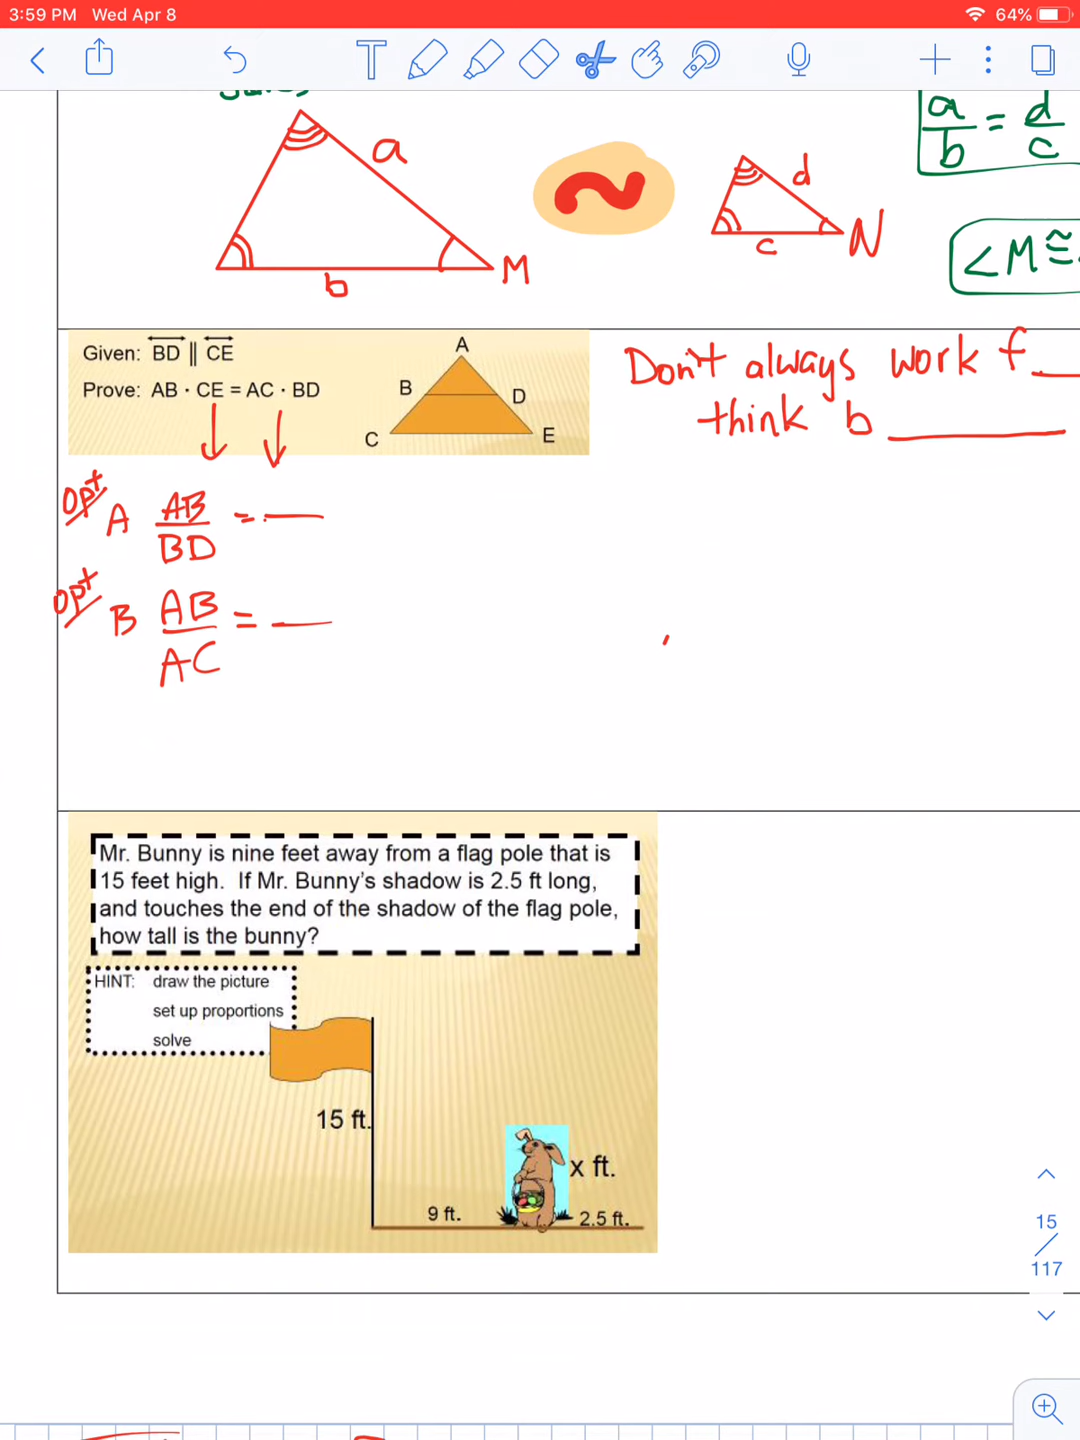 3:59 PM Wed Apr 8
64%
T
a
M
b
~
d
N
c
a/b = d/c
∠M ≅
Given: BD || CE
Prove: AB · CE = AC · BD
A
B
D
C
E
Don't always work f__
think b ______
Opt A AB/BD = __
Opt B AB/AC = __
Mr. Bunny is nine feet away from a flag pole that is
15 feet high. If Mr. Bunny's shadow is 2.5 ft long,
and touches the end of the shadow of the flag pole,
how tall is the bunny?
HINT: draw the picture
set up proportions
solve
15 ft.
x ft.
9 ft.
2.5 ft.
15
117